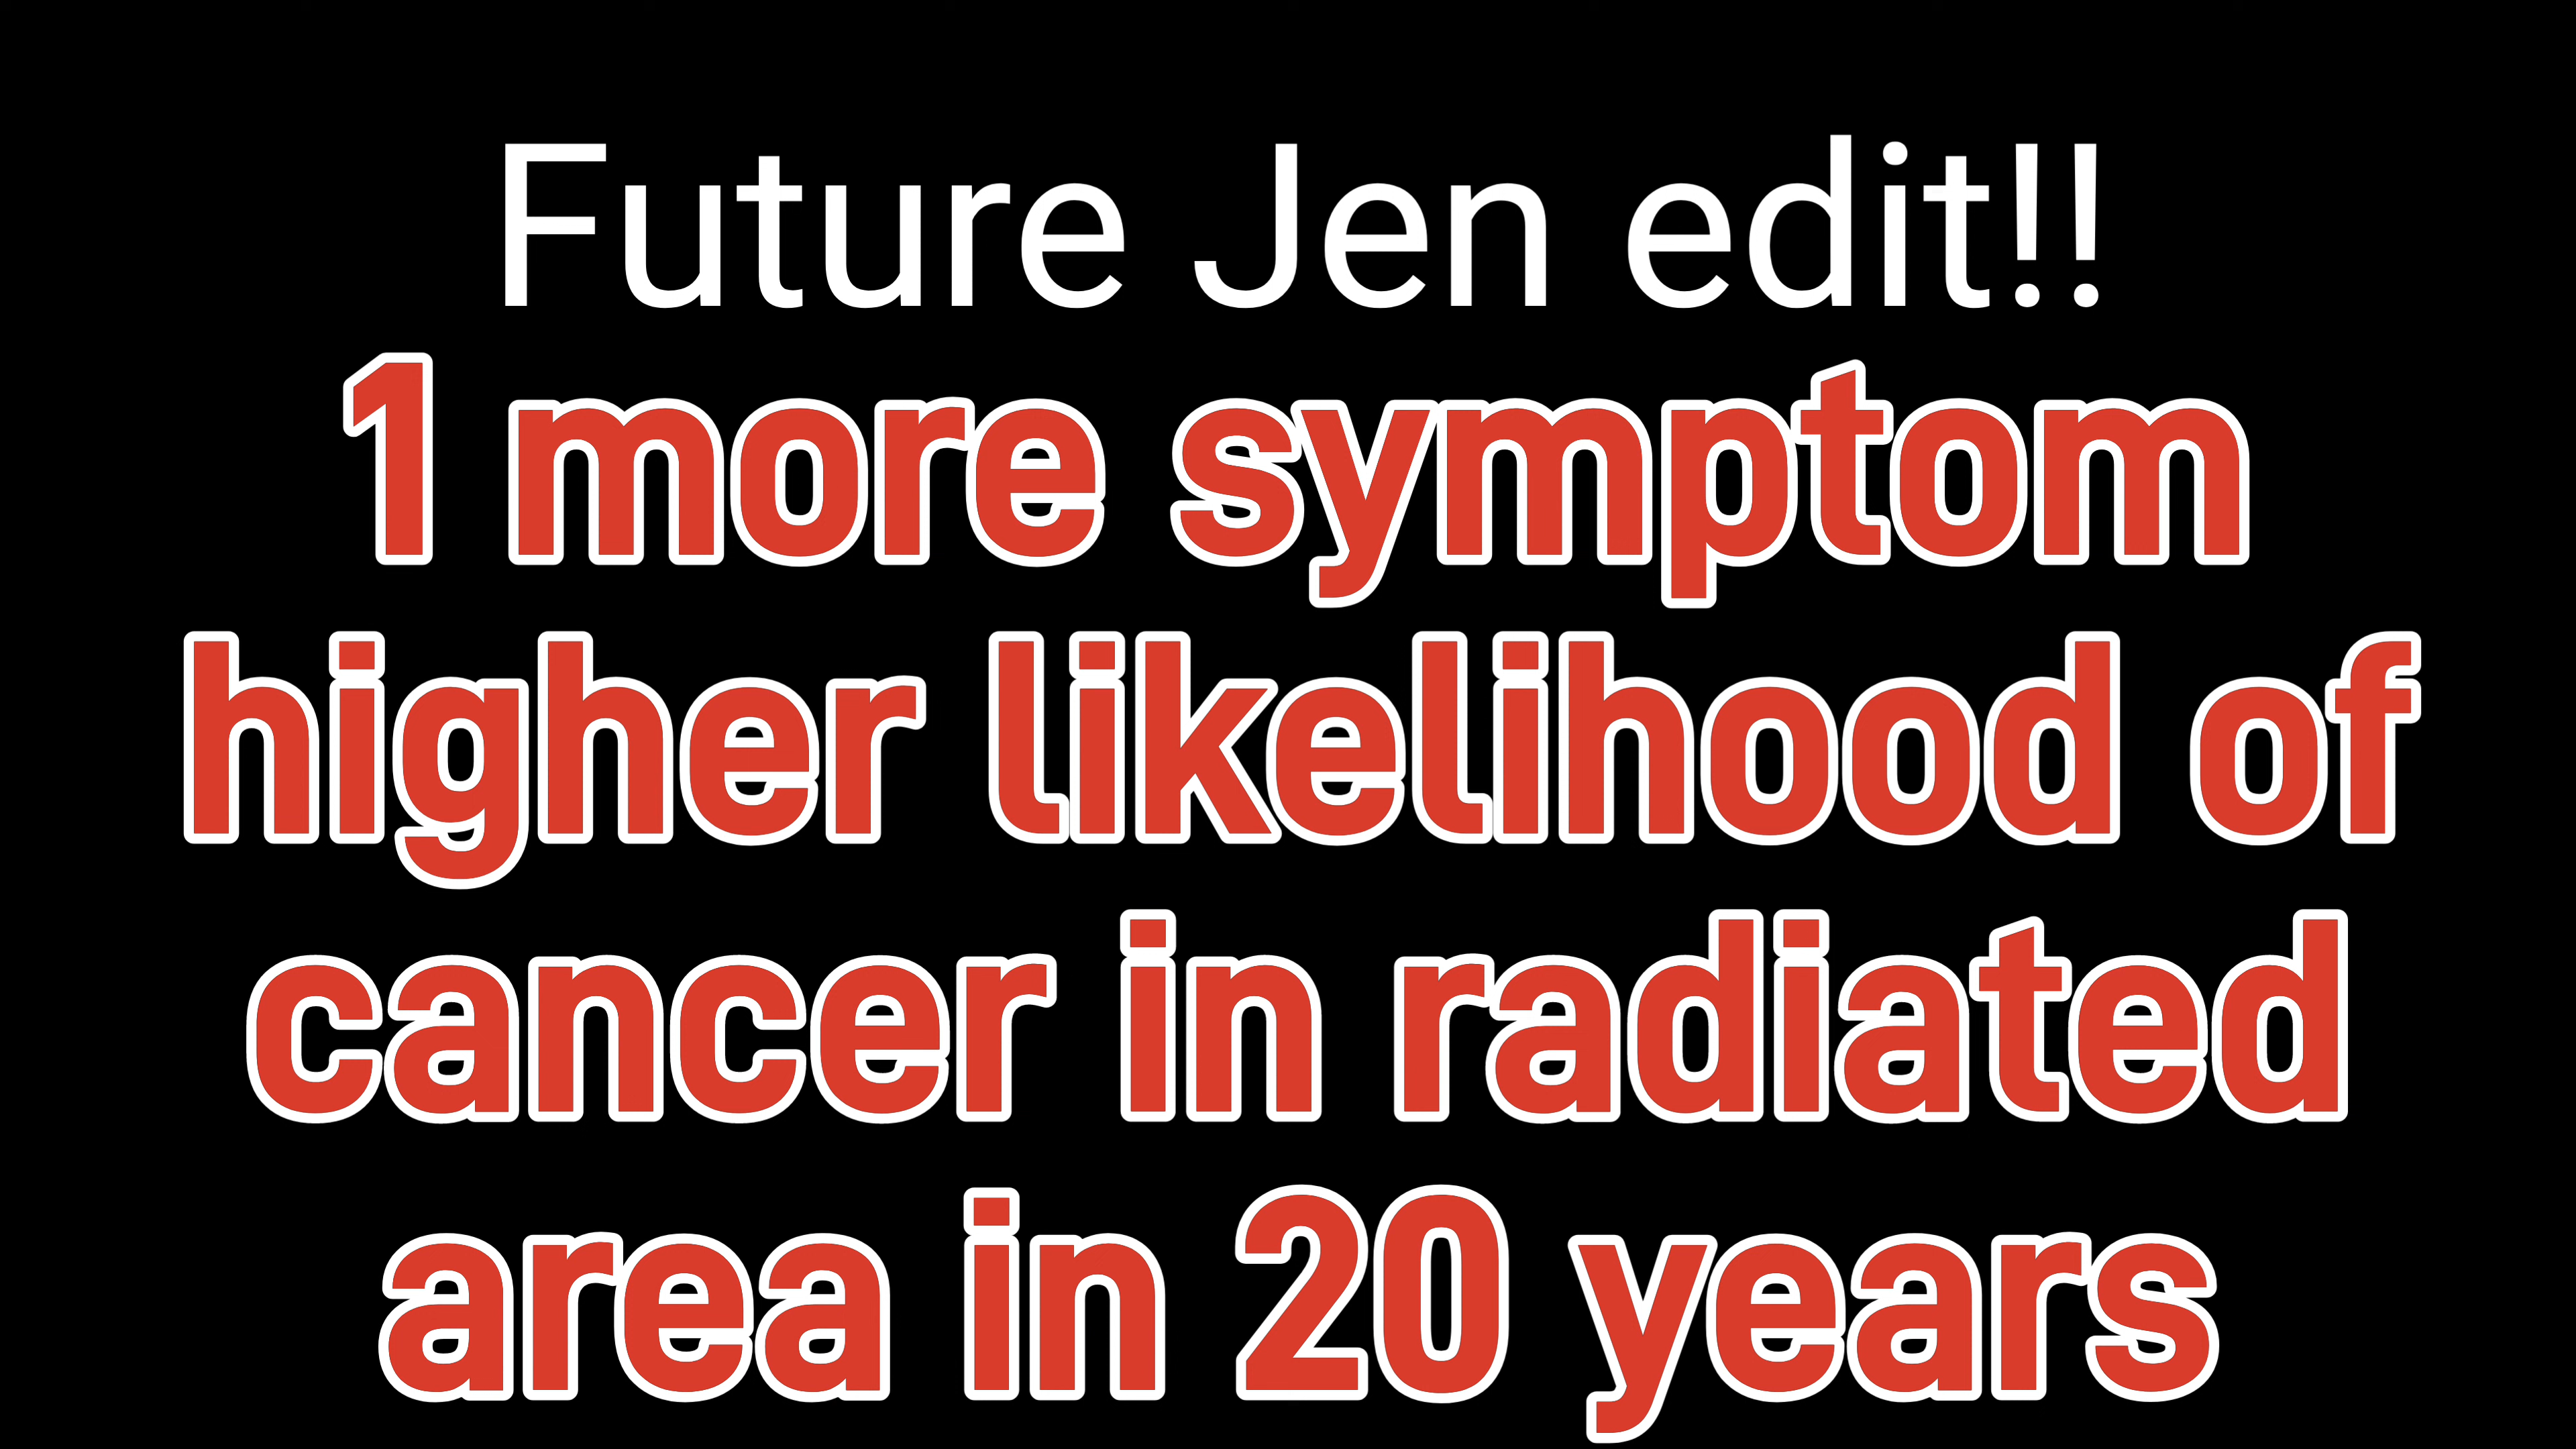 Future Jen edit!!
1 more symptom
higher likelihood of
cancer in radiated
area in 20 years